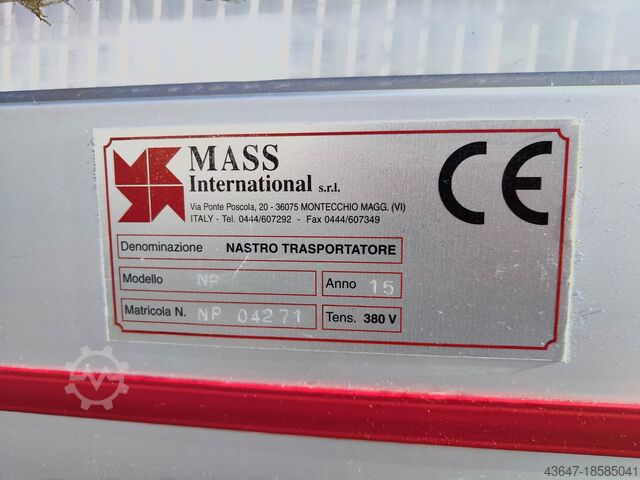 MASS
International s.r.l.
Via Ponte Poscola, 20 - 36075 MONTECCHIO MAGG. (VI)
ITALY - Tel. 0444/607292 - Fax 0444/607349
CE
Denominazione NASTRO TRASPORTATORE
Modello NP Anno 15
Matricola N. NP 04271 Tens. 380 V
43647-18585041